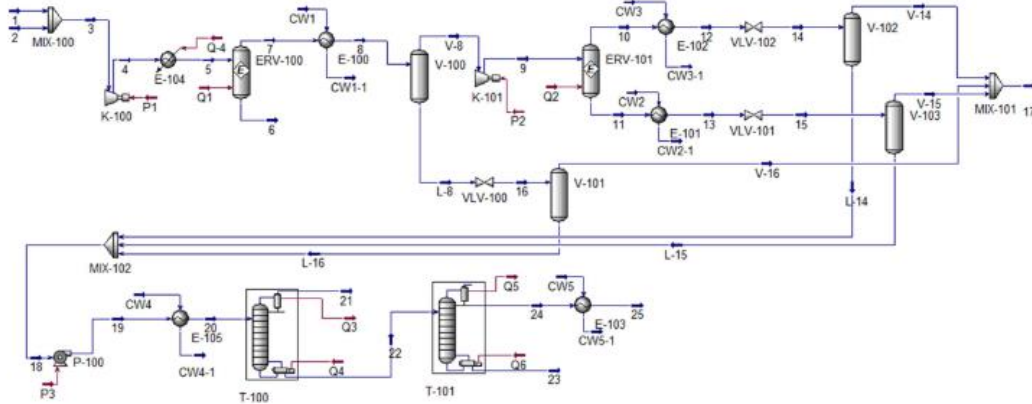 1
2
MIX-100
3
4
K-100
P1
Q-4
E-104
5
Q1
7
ERV-100
6
CW1
E-100
CW1-1
8
V-8
V-100
K-101
P2
9
Q2
10
ERV-101
11
CW3
E-102
CW3-1
12
VLV-102
14
V-102
V-14
CW2
E-101
CW2-1
13
VLV-101
15
V-15
V-103
MIX-101
17
L-8
VLV-100
16
V-101
V-16
L-14
L-15
L-16
MIX-102
18
P3
P-100
19
CW4
E-105
CW4-1
20
21
Q3
Q4
T-100
22
Q5
24
Q6
T-101
23
CW5
E-103
CW5-1
25